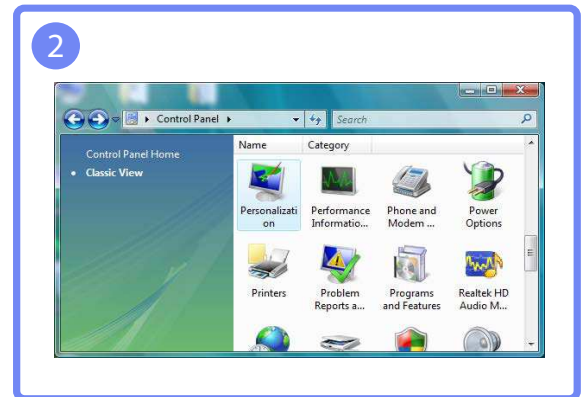 2
Control Panel
Search
Control Panel Home
Classic View
Name Category
Personalizati
on
Performance
Informatio...
Phone and
Modem ...
Power
Options
Printers
Problem
Reports a...
Programs
and Features
Realtek HD
Audio M...